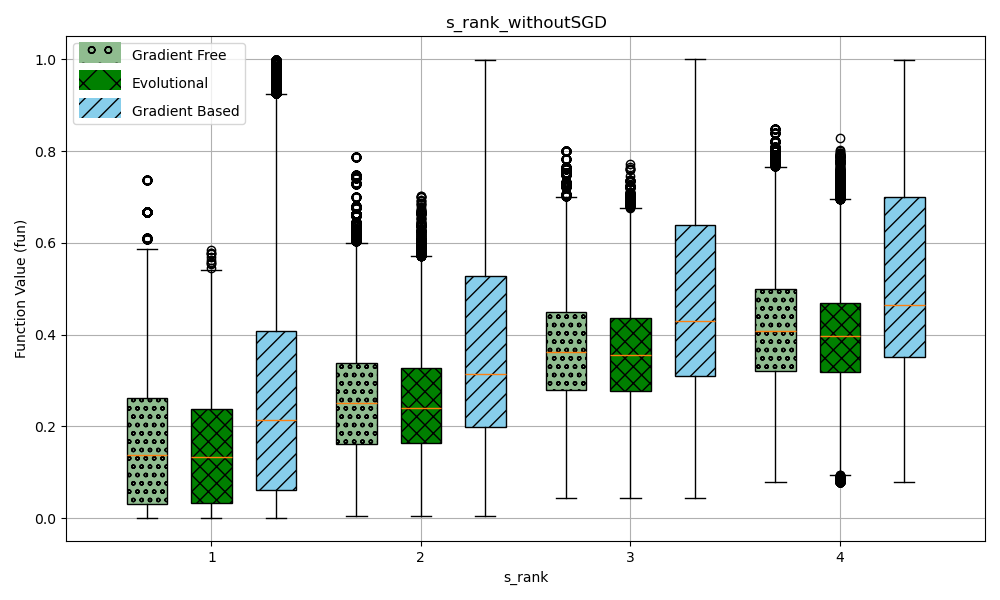 s_rank_withoutSGD
Gradient Free
Evolutional
Gradient Based
1.0
0.8
0.6
0.4
0.2
0.0
Function Value (fun)
1 2 3 4
s_rank